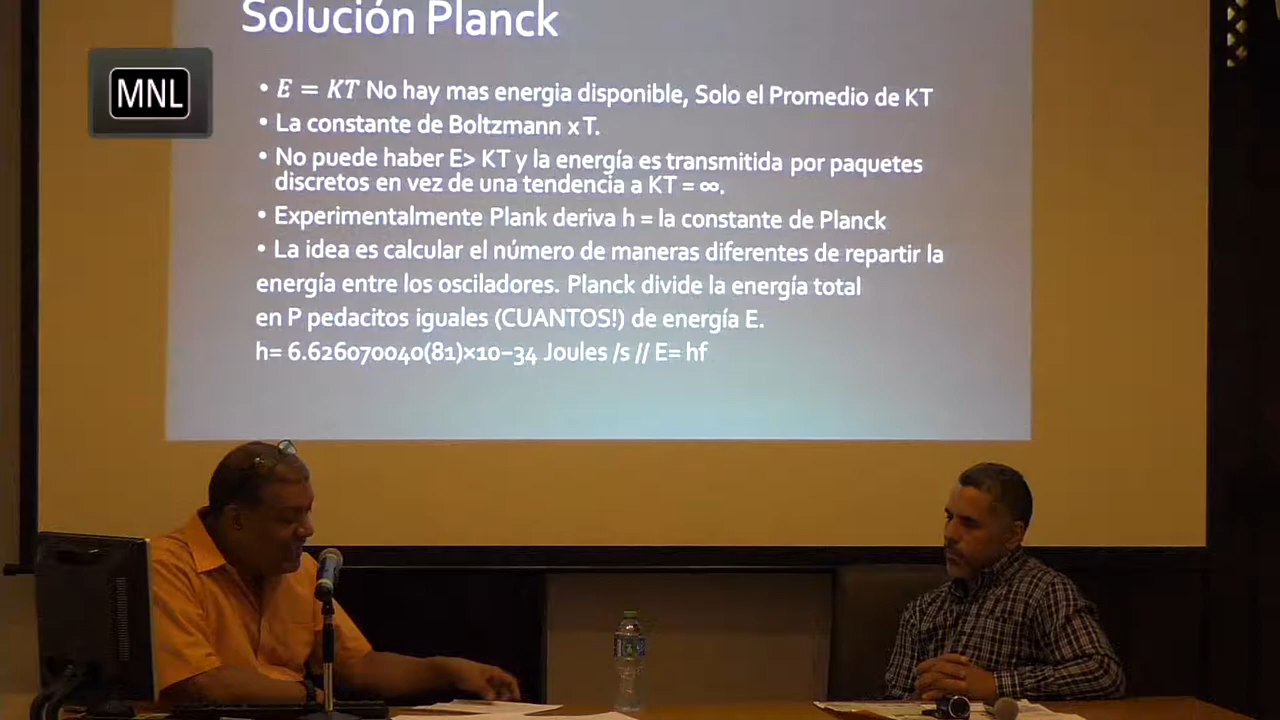 Solución Planck
MNL
• E = KT No hay mas energia disponible, Solo el Promedio de KT
• La constante de Boltzmann x T.
• No puede haber E> KT y la energía es transmitida por paquetes
discretos en vez de una tendencia a KT = ∞.
• Experimentalmente Plank deriva h = la constante de Planck
• La idea es calcular el número de maneras diferentes de repartir la
energía entre los osciladores. Planck divide la energía total
en P pedacitos iguales (CUANTOS!) de energía E.
h= 6.626070040(81)×10−34 Joules /s // E= hf